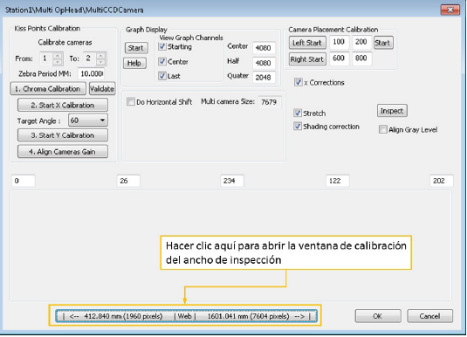 Station1\Multi OpHead\MultiCCDCamera
Kiss Points Calibration
Calibrate cameras
From: 1 To: 2
Zebra Period MM: 10.000
1. Chroma Calibration Validate
2. Start X Calibration
Target Angle : 60
3. Start Y Calibration
4. Align Cameras Gain
Graph Display
View Graph Channels
Start Starting Center 4080
Help Center Half 4080
Last Quater 2048
Do Horizontal Shift Multi camera Size: 7679
Camera Placement Calibration
Left Start 100 200 Start
Right Start 600 800
x Corrections
Stretch Inspect
Shading correction Align Gray Level
0 26 234 122 202
Hacer clic aquí para abrir la ventana de calibración
del ancho de inspección
| <-- 412.840 mm (1960 pixels) | Web | 1601.041 mm (7604 pixels) --> |
OK Cancel